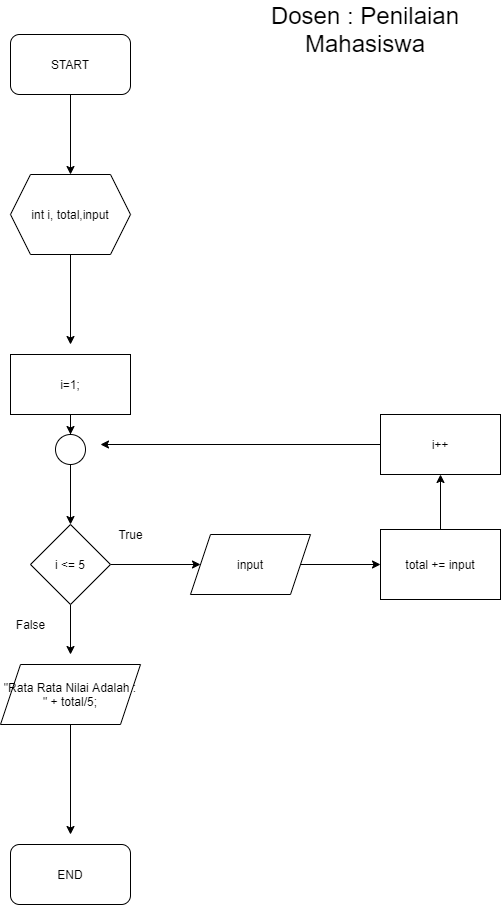 Dosen : Penilaian
Mahasiswa
START
int i, total,input
i=1;
i++
True
i <= 5
input
total += input
False
"Rata Rata Nilai Adalah :
" + total/5;
END